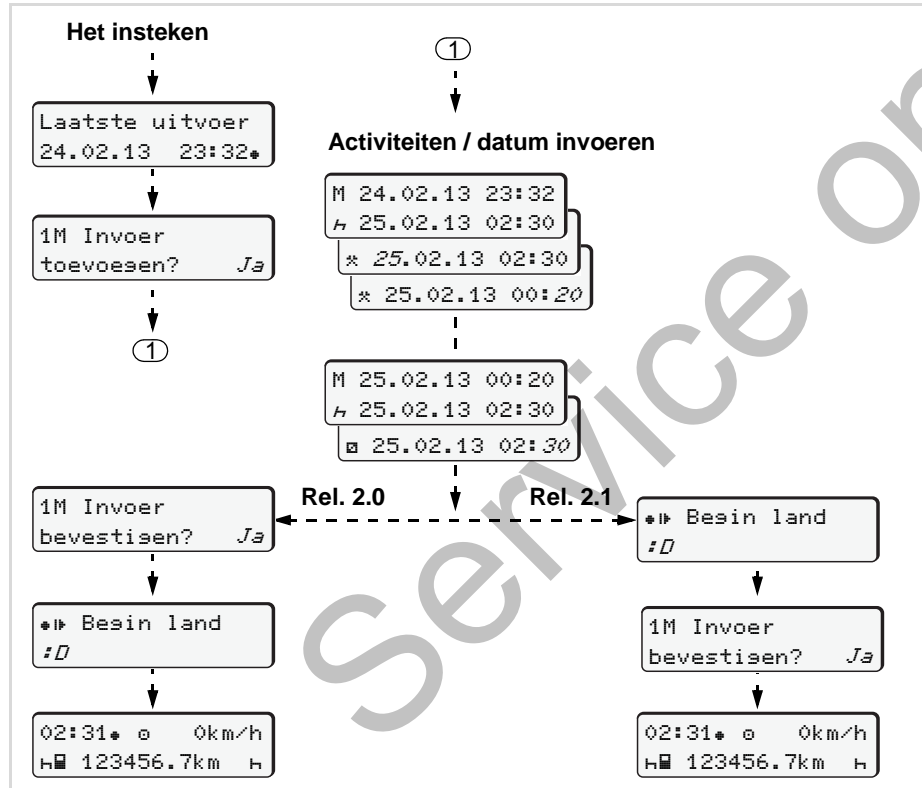 Het insteken
Laatste uitvoer
24.02.13 23:32
1M Invoer
toevoegen? Ja
1
1
Activiteiten / datum invoeren
M 24.02.13 23:32
25.02.13 02:30
25.02.13 02:30
25.02.13 00:20
M 25.02.13 00:20
25.02.13 02:30
25.02.13 02:30
Rel. 2.0
Rel. 2.1
1M Invoer
bevestigen? Ja
Begin land
:D
02:31 0km/h
123456.7km
Begin land
:D
1M Invoer
bevestigen? Ja
02:31 0km/h
123456.7km
Service